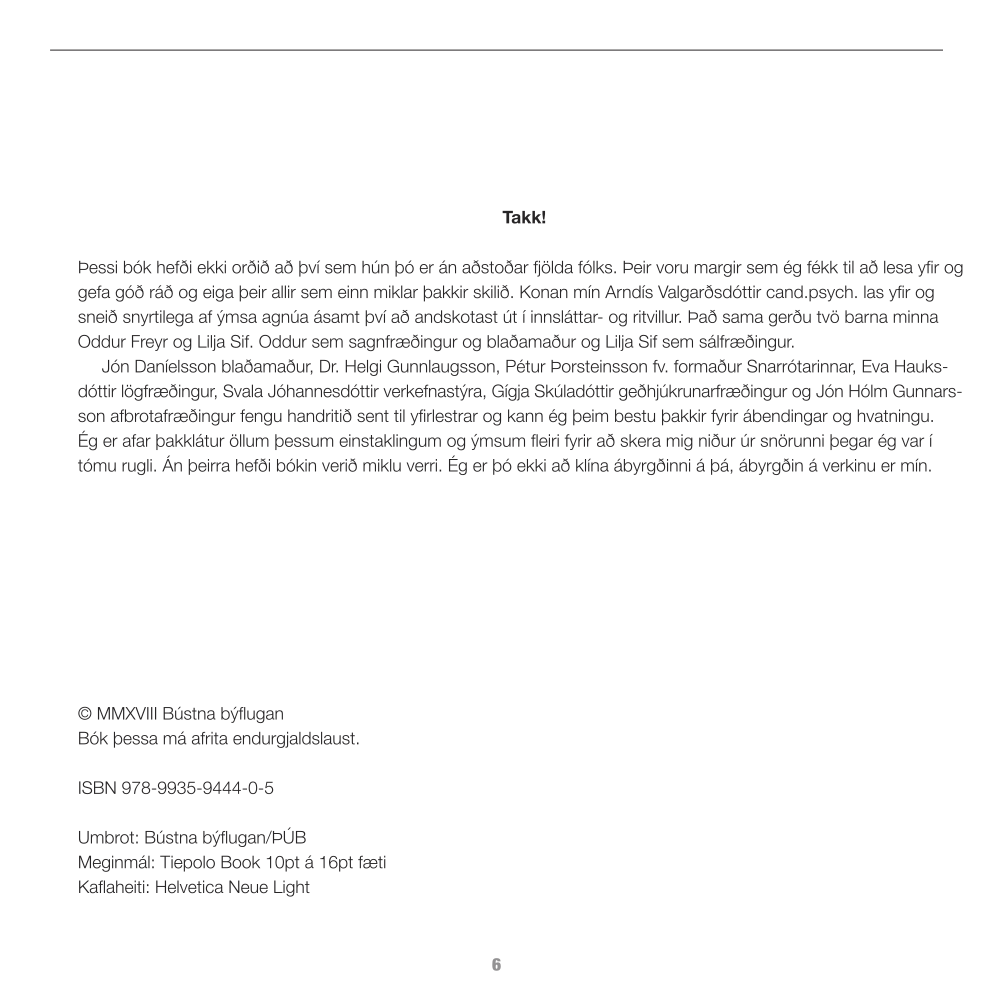 Takk!
Þessi bók hefði ekki orðið að því sem hún þó er án aðstoðar fjölda fólks. Þeir voru margir sem ég fékk til að lesa yfir og
gefa góð ráð og eiga þeir allir sem einn miklar þakkir skilið. Konan mín Arndís Valgarðsdóttir cand.psych. las yfir og
sneið snyrtilega af ýmsa agnúa ásamt því að andskotast út í innsláttar- og ritvillur. Það sama gerðu tvö barna minna
Oddur Freyr og Lilja Sif. Oddur sem sagnfræðingur og blaðamaður og Lilja Sif sem sálfræðingur.
Jón Daníelsson blaðamaður, Dr. Helgi Gunnlaugsson, Pétur Þorsteinsson fv. formaður Snarrótarinnar, Eva Hauks-
dóttir lögfræðingur, Svala Jóhannesdóttir verkefnastýra, Gígja Skúladóttir geðhjúkrunarfræðingur og Jón Hólm Gunnars-
son afbrotafræðingur fengu handritið sent til yfirlestrar og kann ég þeim bestu þakkir fyrir ábendingar og hvatningu.
Ég er afar þakklátur öllum þessum einstaklingum og ýmsum fleiri fyrir að skera mig niður úr snörunni þegar ég var í
tómu rugli. Án þeirra hefði bókin verið miklu verri. Ég er þó ekki að klína ábyrgðinni á þá, ábyrgðin á verkinu er mín.
© MMXVIII Bústna býflugan
Bók þessa má afrita endurgjaldslaust.
ISBN 978-9935-9444-0-5
Umbrot: Bústna býflugan/ÞÚB
Meginmál: Tiepolo Book 10pt á 16pt fæti
Kaflaheiti: Helvetica Neue Light
6